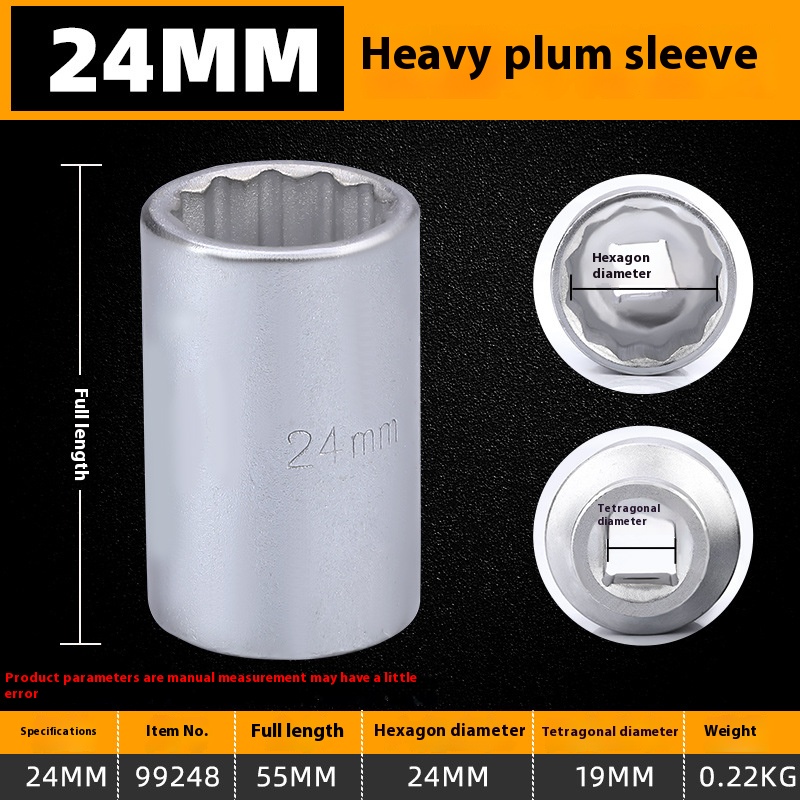 24MM
Heavy plum sleeve
Full length
24mm
Hexagon
diameter
Tetragonal
diameter
Product parameters are manual measurement may have a little
error
Specifications Item No. Full length Hexagon diameter Tetragonal diameter Weight
24MM 99248 55MM 24MM 19MM 0.22KG